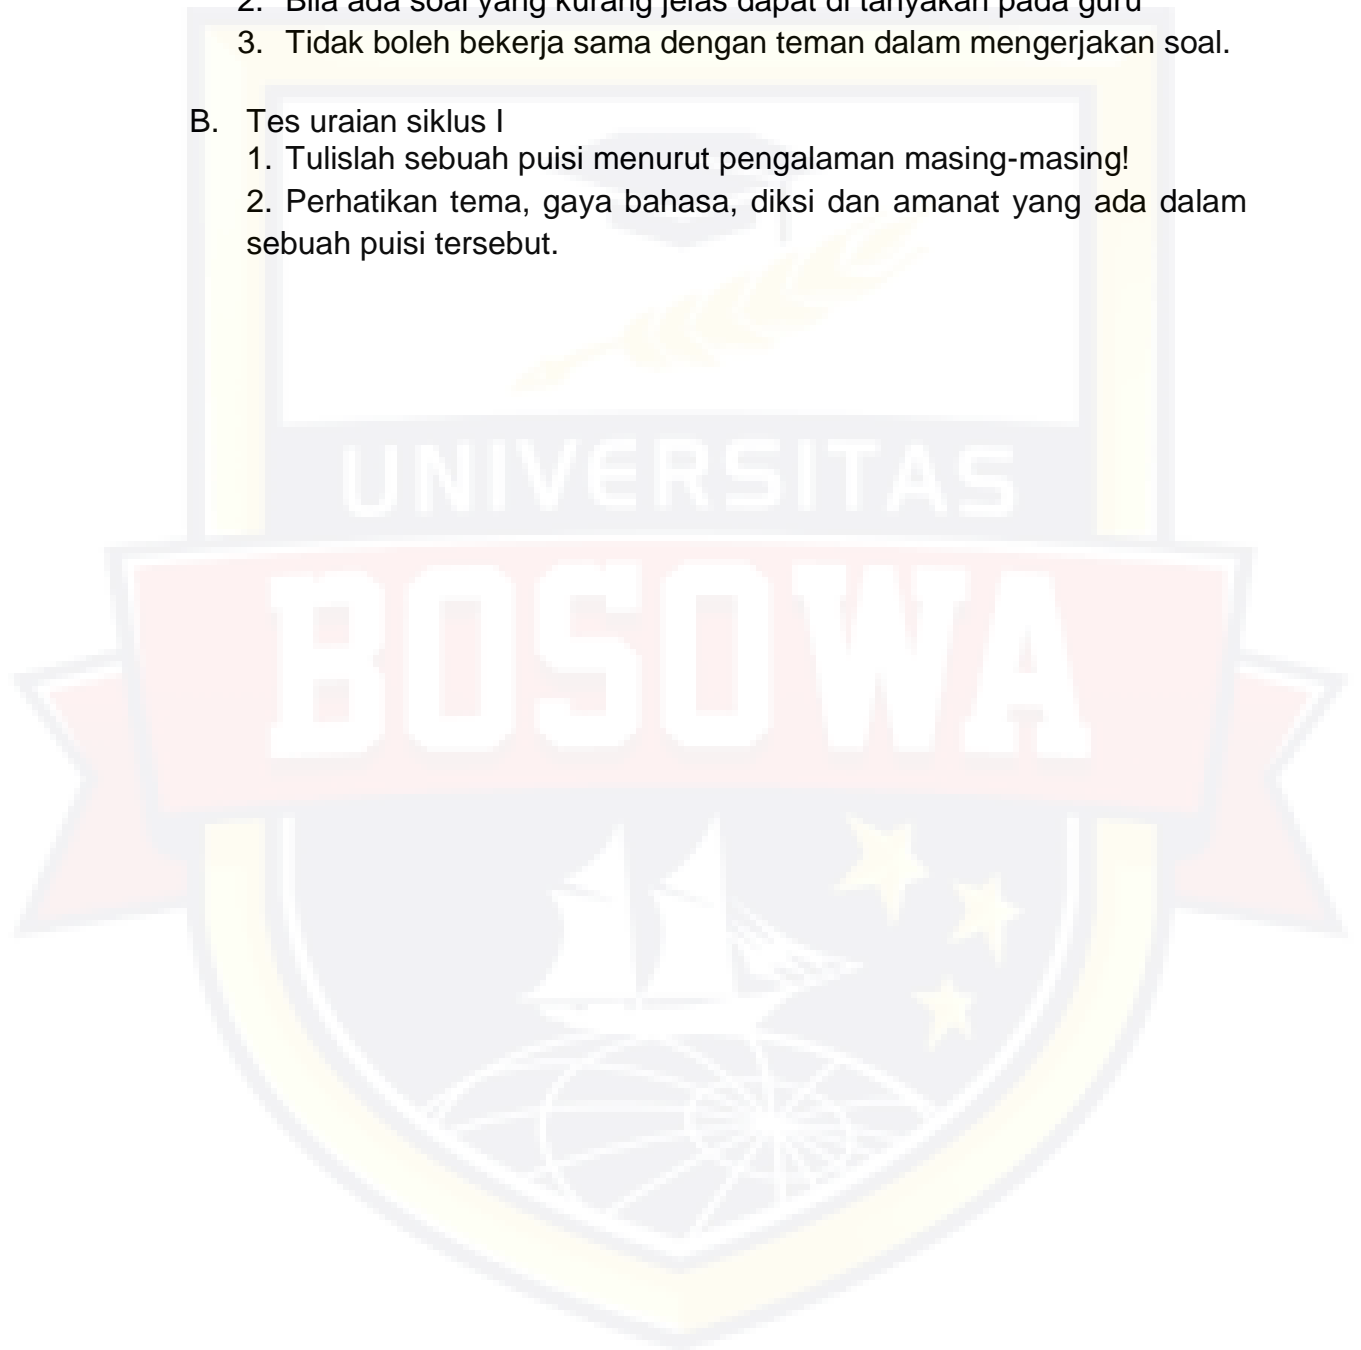 2. Bila ada soal yang kurang jelas dapat di tanyakan pada guru
3. Tidak boleh bekerja sama dengan teman dalam mengerjakan soal.
B. Tes uraian siklus I
1. Tulislah sebuah puisi menurut pengalaman masing-masing!
2. Perhatikan tema, gaya bahasa, diksi dan amanat yang ada dalam
sebuah puisi tersebut.
UNIVERSITAS
BOSOWA